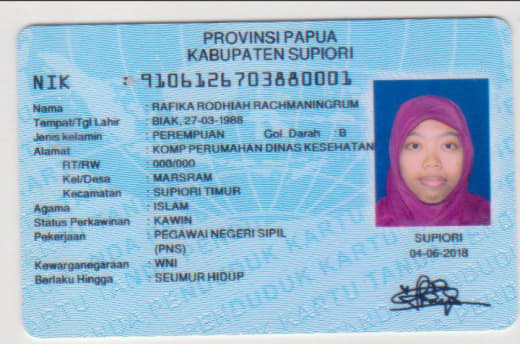 PROVINSI PAPUA
KABUPATEN SUPIORI
NIK : 9106126703880001
Nama : RAFIKA RODHIAH RACHMANINGRUM
Tempat/Tgl Lahir : BIAK, 27-03-1988
Jenis kelamin : PEREMPUAN Gol. Darah : B
Alamat : KOMP PERUMAHAN DINAS KESEHATAN
RT/RW : 000/000
Kel/Desa : MARSRAM
Kecamatan : SUPIORI TIMUR
Agama : ISLAM
Status Perkawinan : KAWIN
Pekerjaan : PEGAWAI NEGERI SIPIL
(PNS)
Kewarganegaraan : WNI
Berlaku Hingga : SEUMUR HIDUP
SUPIORI
04-06-2018